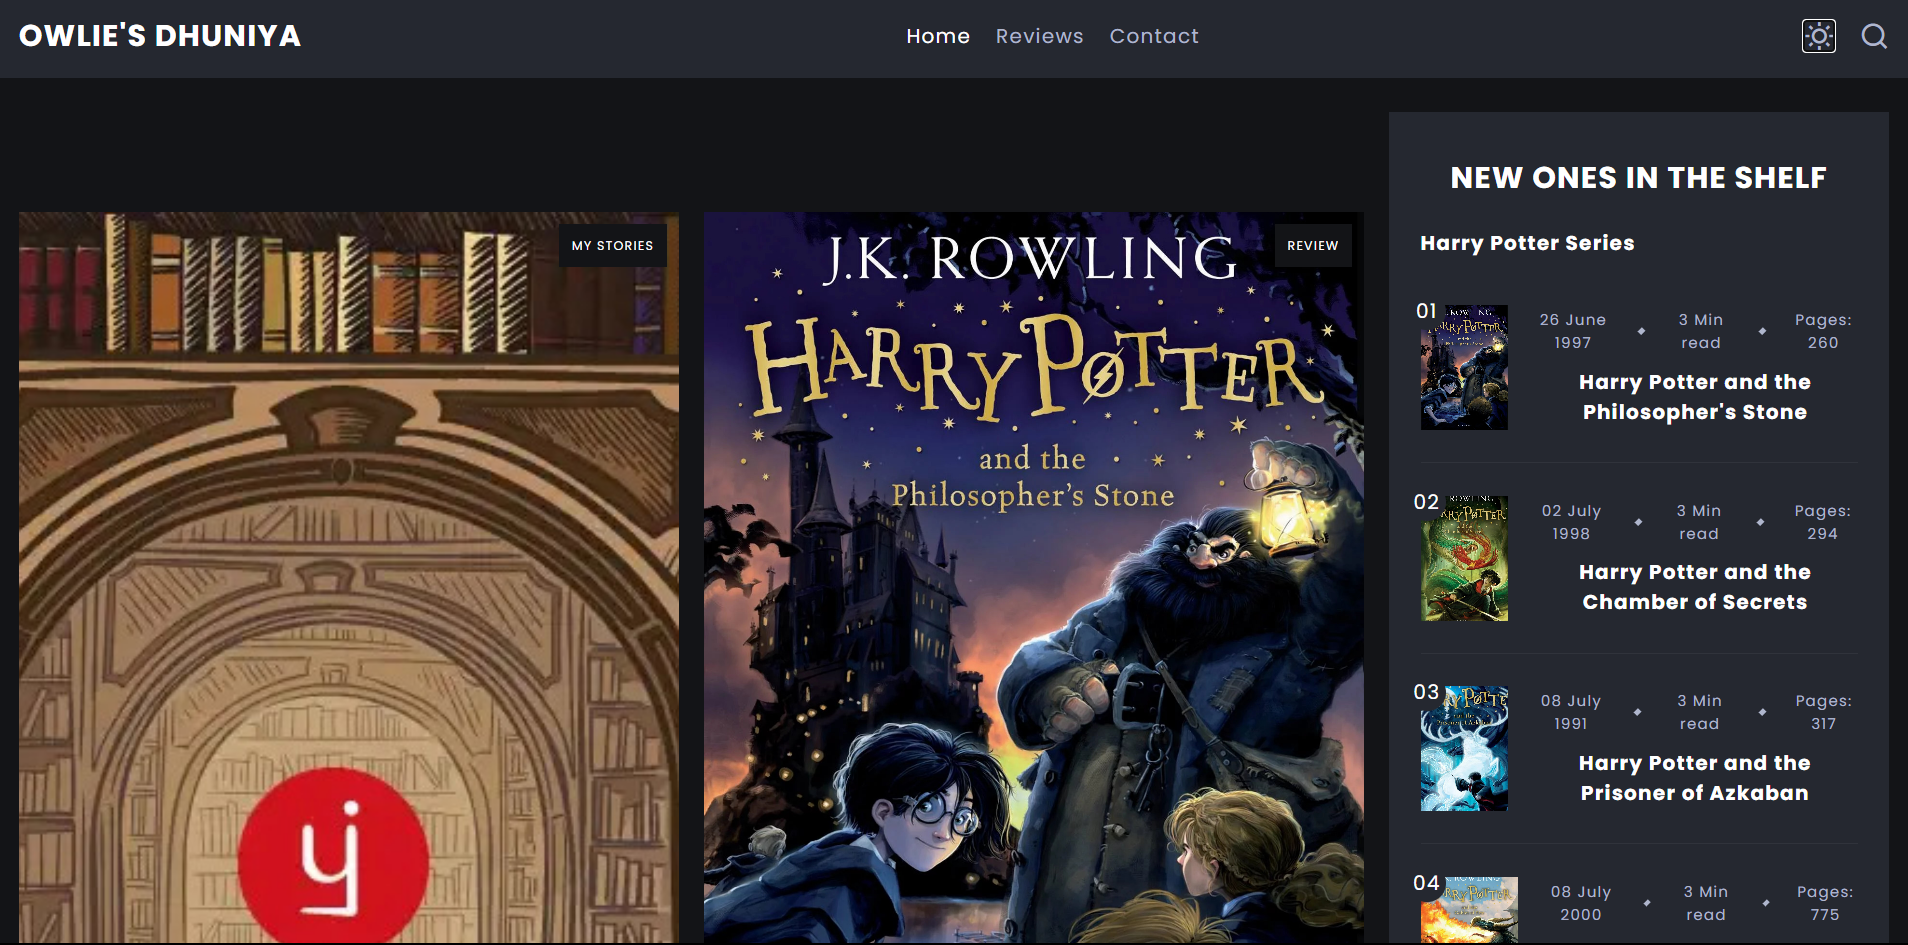 OWLIE'S DHUNIYA
Home Reviews Contact
MY STORIES
y
REVIEW
J.K. ROWLING
HARRY POTTER
and the
Philosopher's Stone
NEW ONES IN THE SHELF
Harry Potter Series
01
26 June
1997
3 Min
read
Pages:
260
Harry Potter and the
Philosopher's Stone
02
02 July
1998
3 Min
read
Pages:
294
Harry Potter and the
Chamber of Secrets
03
08 July
1991
3 Min
read
Pages:
317
Harry Potter and the
Prisoner of Azkaban
04
08 July
2000
3 Min
read
Pages:
775